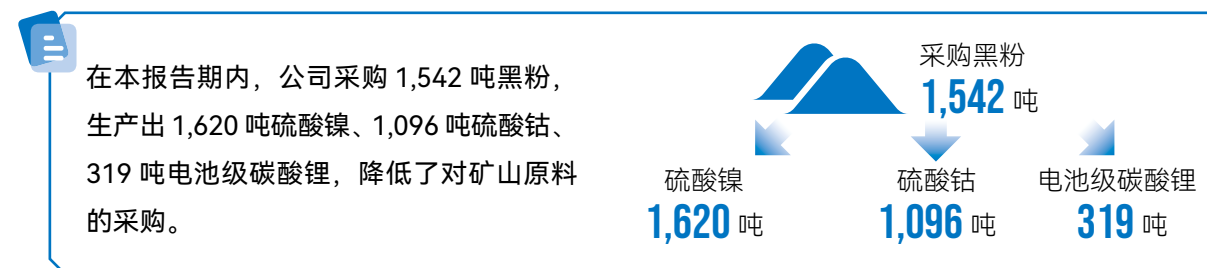 在本报告期内，公司采购 1,542 吨黑粉，
生产出 1,620 吨硫酸镍、1,096 吨硫酸钴、
319 吨电池级碳酸锂，降低了对矿山原料
的采购。
采购黑粉
1,542 吨
硫酸镍
1,620 吨
硫酸钴
1,096 吨
电池级碳酸锂
319 吨